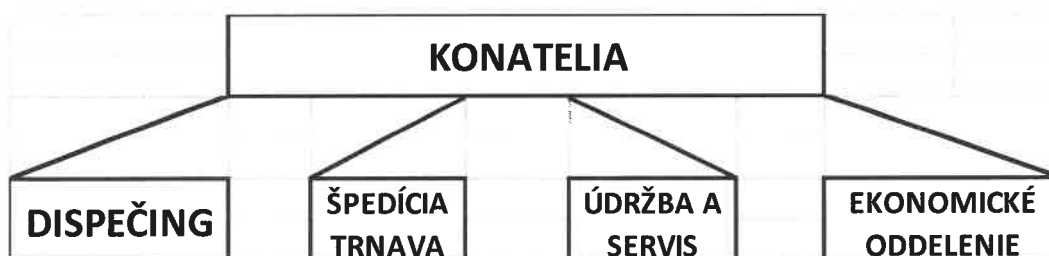 KONATELIA
DISPEČING
ŠPEDÍCIA
TRNAVA
ÚDRŽBA A
SERVIS
EKONOMICKÉ
ODDELENIE